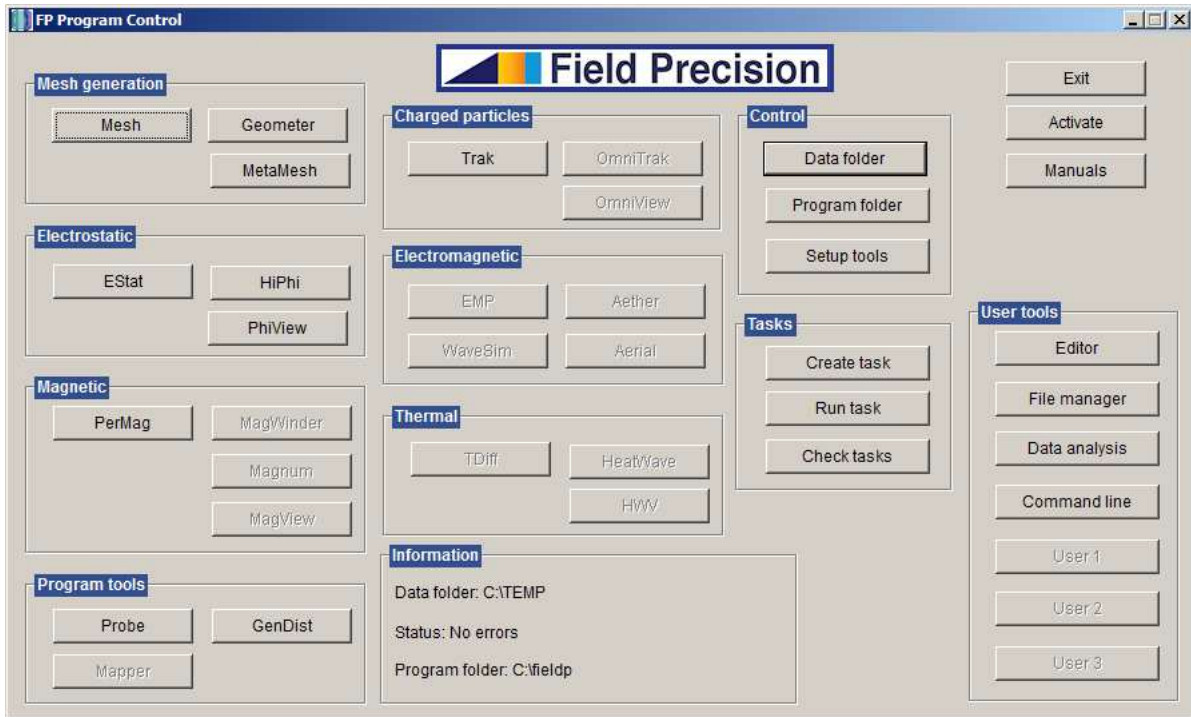 FP Program Control
Field Precision
Mesh generation
Mesh
Geometer
MetaMesh
Electrostatic
EStat
HiPhi
PhiView
Magnetic
PerMag
MagWinder
Magnum
MagView
Program tools
Probe
GenDist
Mapper
Charged particles
Trak
OmniTrak
OmniView
Electromagnetic
EMP
Aether
WaveSim
Aerial
Thermal
TDiff
HeatWave
HWV
Information
Data folder: C:\TEMP
Status: No errors
Program folder: C:\fieldp
Control
Data folder
Program folder
Setup tools
Tasks
Create task
Run task
Check tasks
Exit
Activate
Manuals
User tools
Editor
File manager
Data analysis
Command line
User 1
User 2
User 3